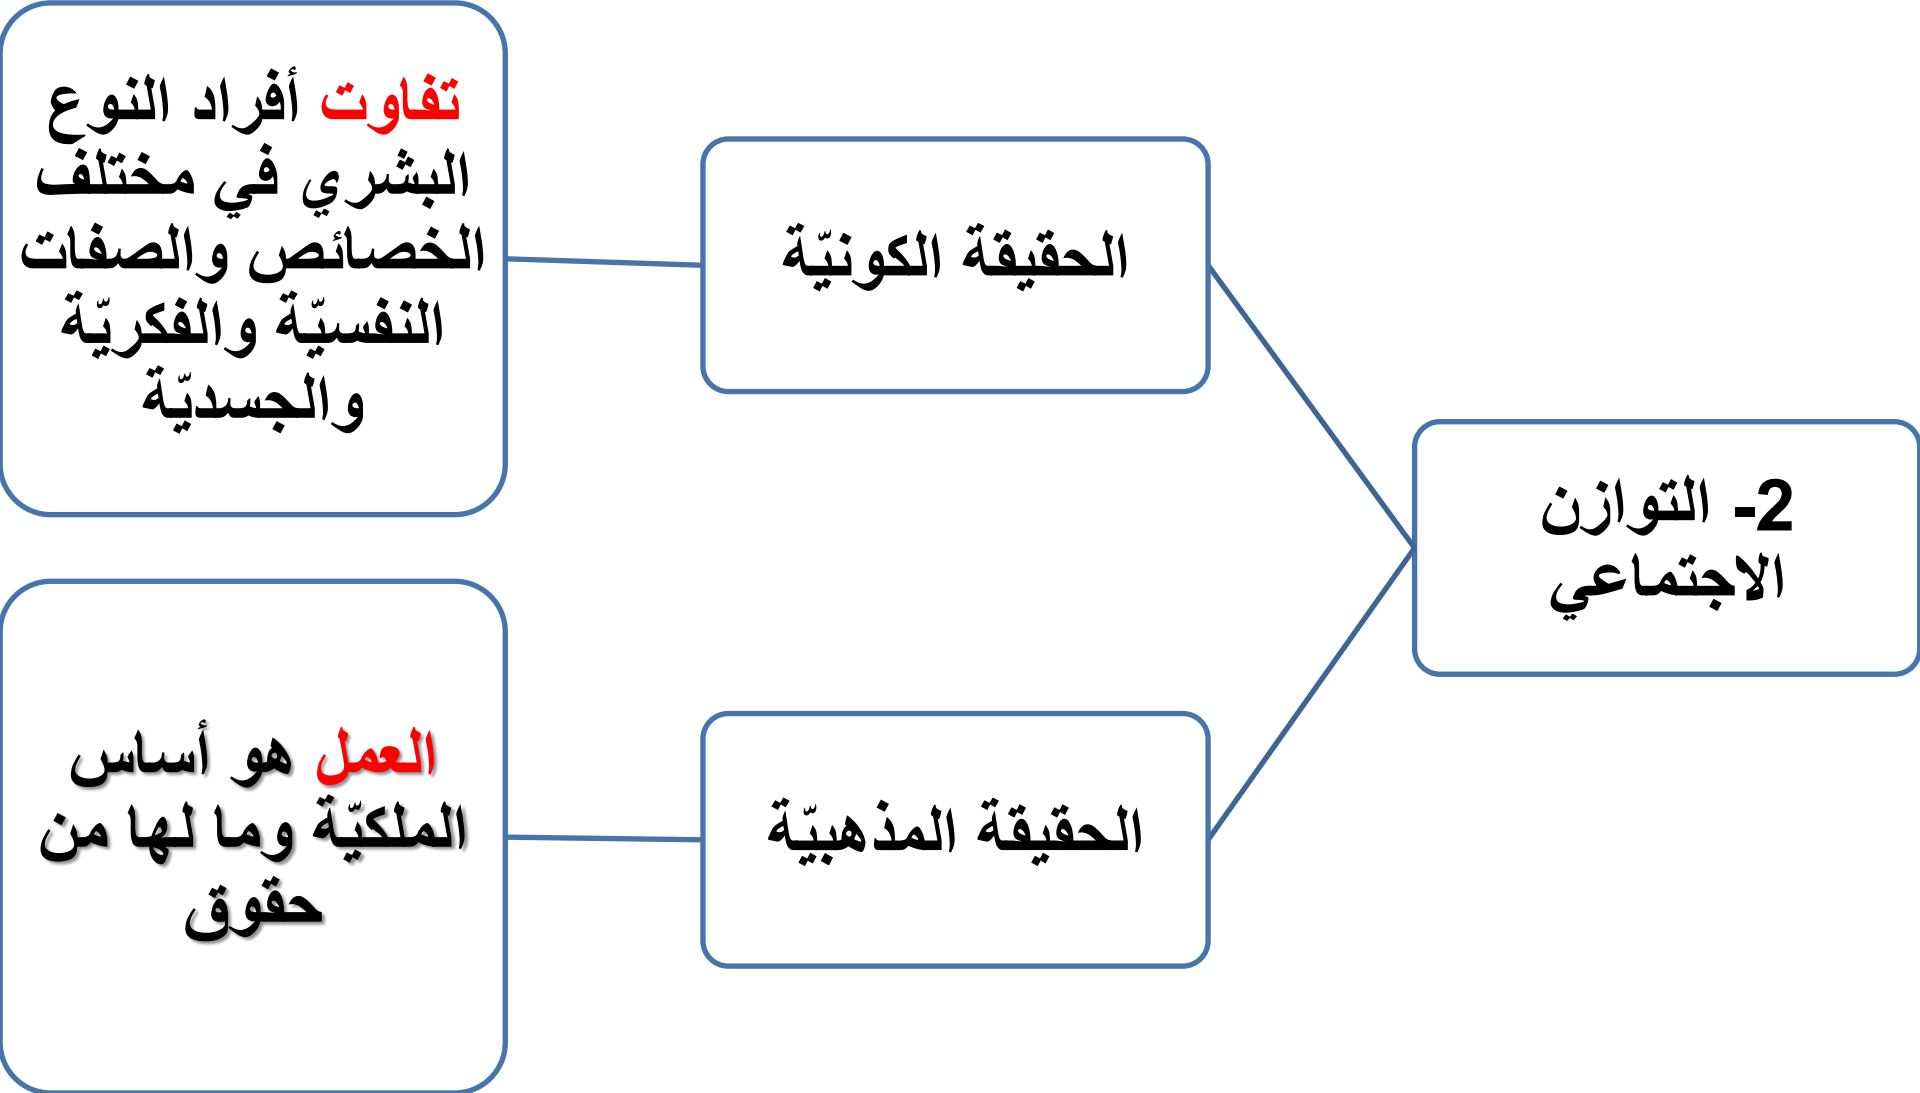 2- التوازن
الاجتماعي
الحقيقة الكونيّة
تفاوت أفراد النوع
البشري في مختلف
الخصائص والصفات
النفسيّة والفكريّة
والجسديّة
الحقيقة المذهبيّة
العمل هو أساس
الملكيّة وما لها من
حقوق